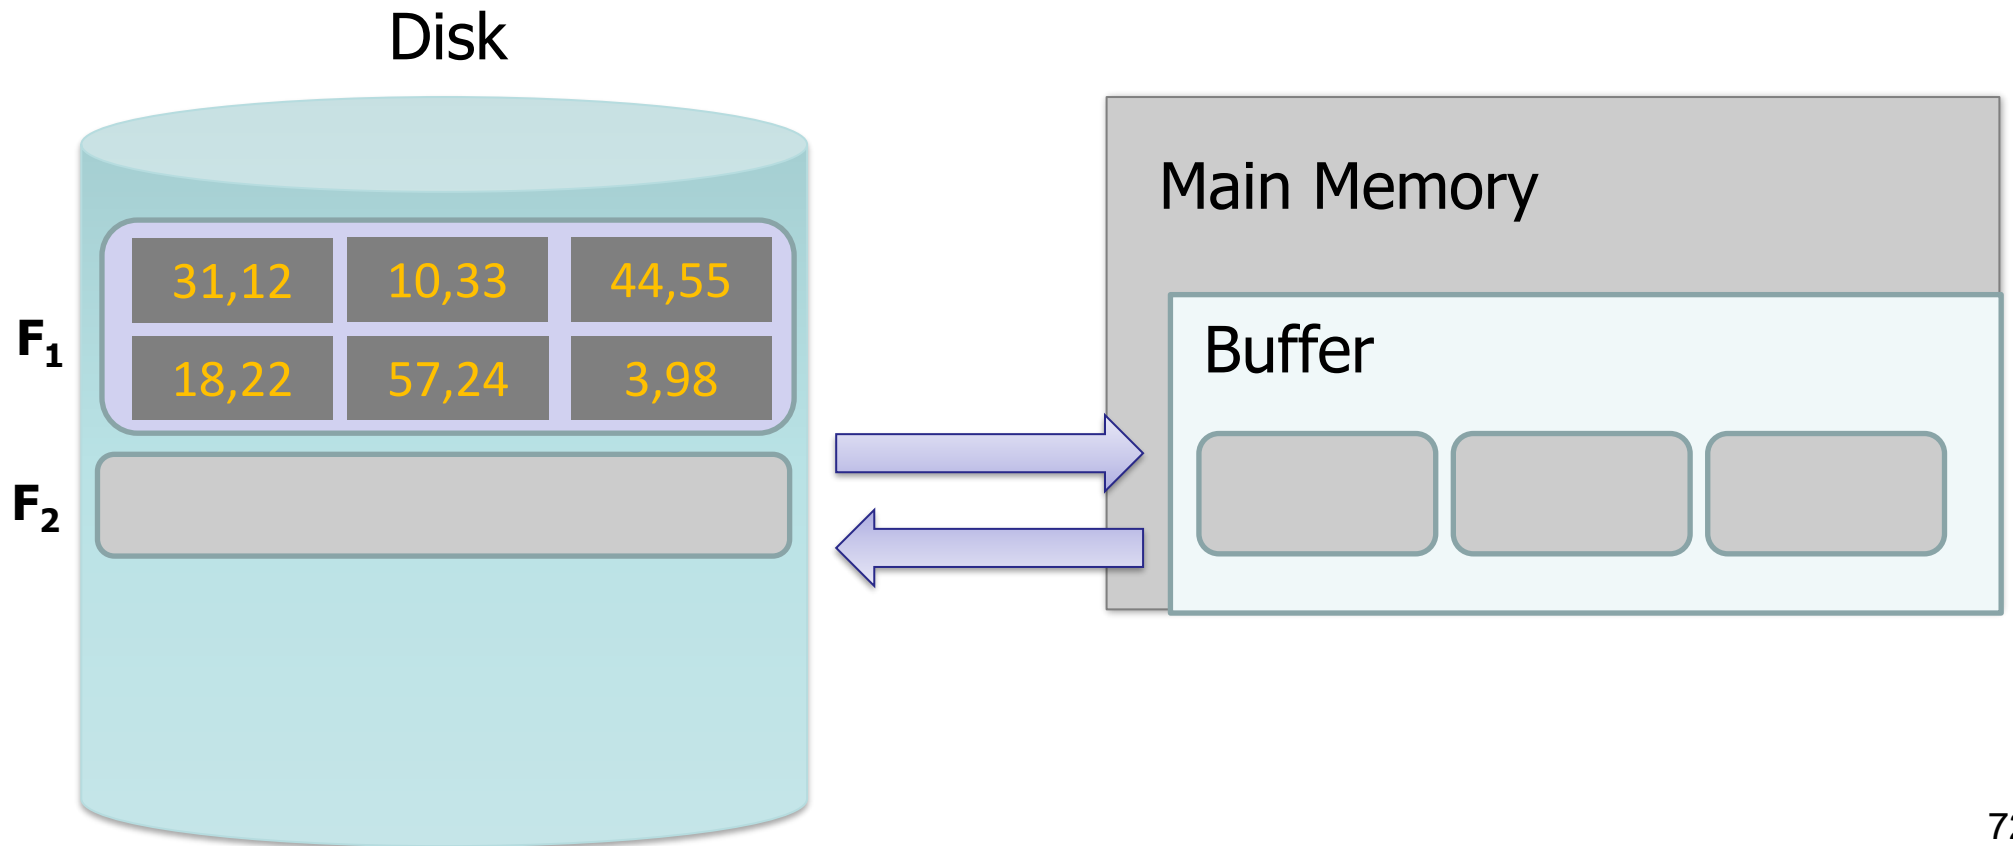 Disk
Main Memory
31,12 10,33 44,55
F1
Buffer
18,22 57,24 3,98
F2